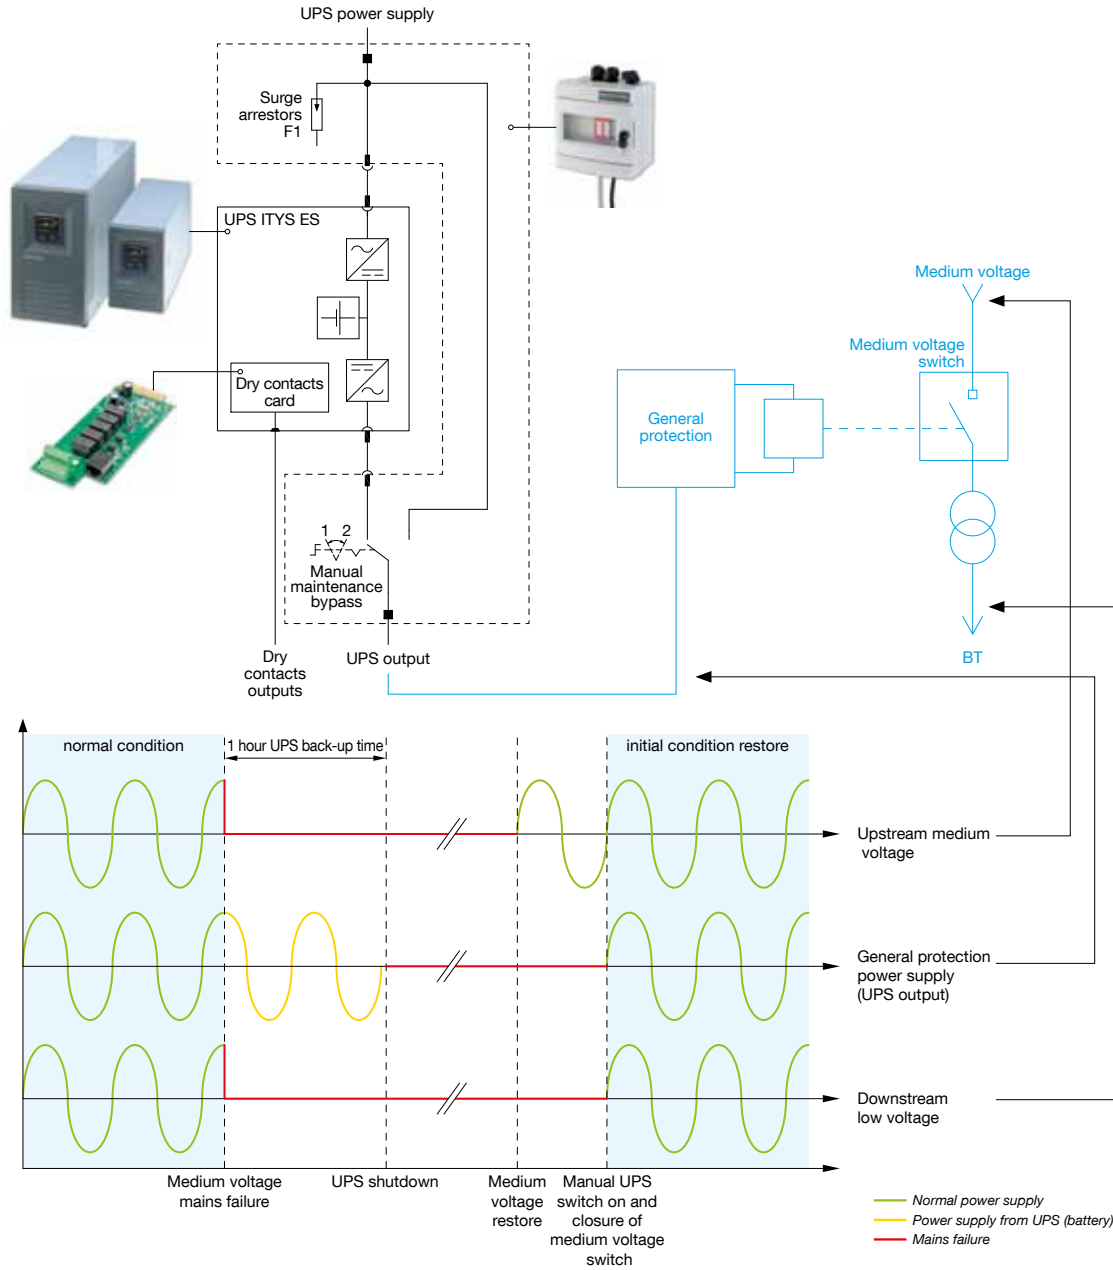 UPS power supply
Surge
arrestors
F1
UPS ITYS ES
Dry contacts
card
1 2
Manual
maintenance
bypass
Dry
contacts
outputs
UPS output
Medium voltage
Medium voltage
switch
General
protection
BT
normal condition
1 hour UPS back-up time
initial condition restore
Upstream medium
voltage
General protection
power supply
(UPS output)
Downstream
low voltage
Medium voltage
mains failure
UPS shutdown
Medium
voltage
restore
Manual UPS
switch on and
closure of
medium voltage
switch
Normal power supply
Power supply from UPS (battery)
Mains failure